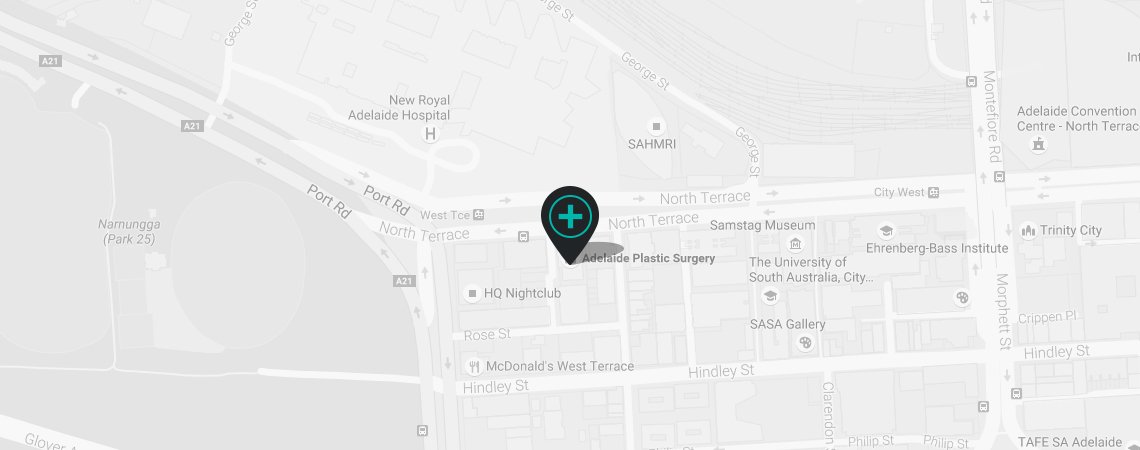 George St
George St
George St
A21
New Royal
Adelaide Hospital
H
A21
SAHMRI
George St
Montefiore Rd
Adelaide Convention
Centre - North Terrace
Port Rd
Port Rd
North Terrace
City West
West Tce
North Terrace
North Terrace
Narnungga
(Park 25)
Samstag Museum
Trinity City
Ehrenberg-Bass Institute
Adelaide Plastic Surgery
The University of
South Australia, City...
A21
HQ Nightclub
Morphett St
Crippen Pl
SASA Gallery
Rose St
Hindley St
McDonald's West Terrace
Hindley St
Hindley St
Clarendon
Glover
Philip St
Philip St
TAFE SA Adelaide